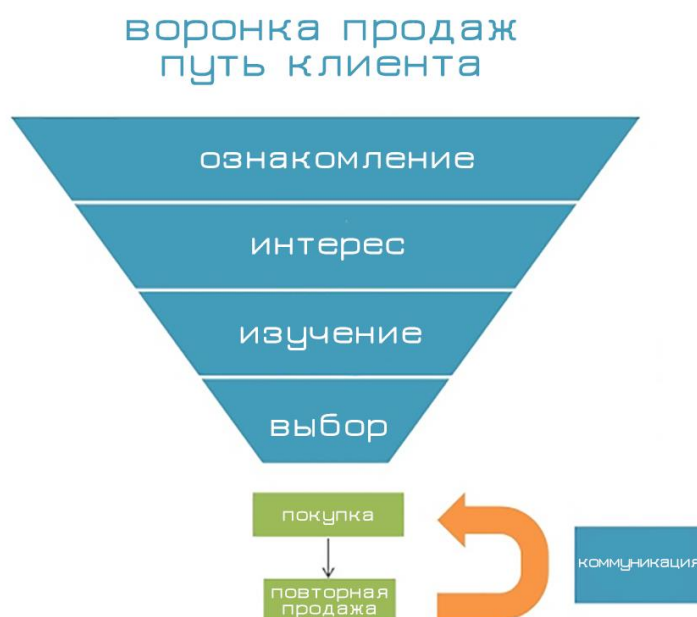 воронка продаж
путь клиента
ознакомление
интерес
изучение
выбор
покупка
коммуникация
повторная
продажа